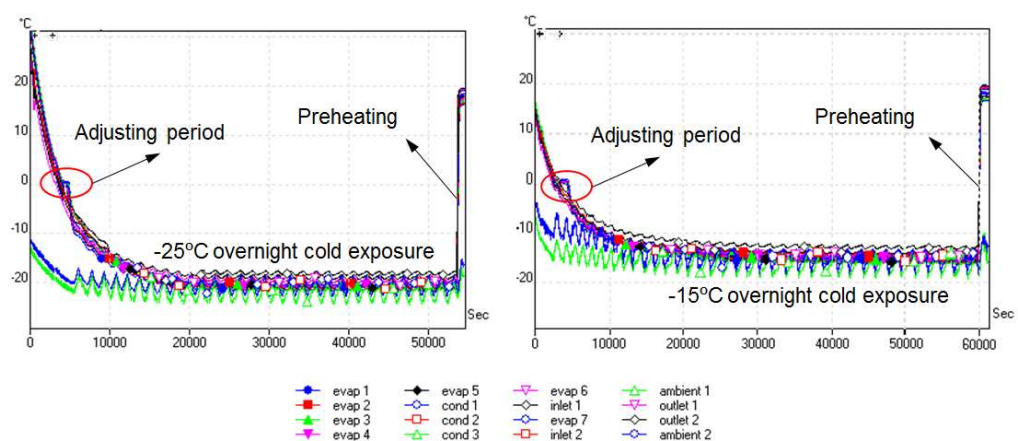 °C
20
10
0
-10
-20
Adjusting period
Preheating
-25°C overnight cold exposure
Sec
0 10000 20000 30000 40000 50000
°C
20
10
0
-10
-20
Adjusting period
Preheating
-15°C overnight cold exposure
Sec
0 10000 20000 30000 40000 50000 60000
evap 1 evap 5 evap 6 ambient 1
evap 2 cond 1 inlet 1 outlet 1
evap 3 cond 2 evap 7 outlet 2
evap 4 cond 3 inlet 2 ambient 2